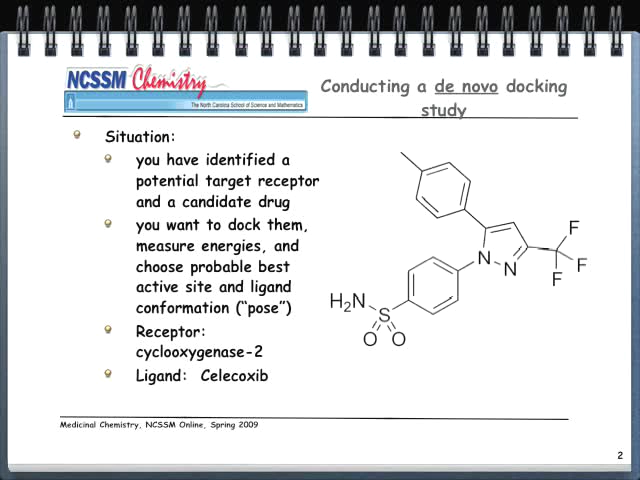 NCSSM Chemistry
The North Carolina School of Science and Mathematics
Conducting a de novo docking
study
Situation:
you have identified a
potential target receptor
and a candidate drug
you want to dock them,
measure energies, and
choose probable best
active site and ligand
conformation (“pose”)
Receptor:
cyclooxygenase-2
Ligand: Celecoxib
F
F
F
N
N
H2N
S
O O
Medicinal Chemistry, NCSSM Online, Spring 2009
2